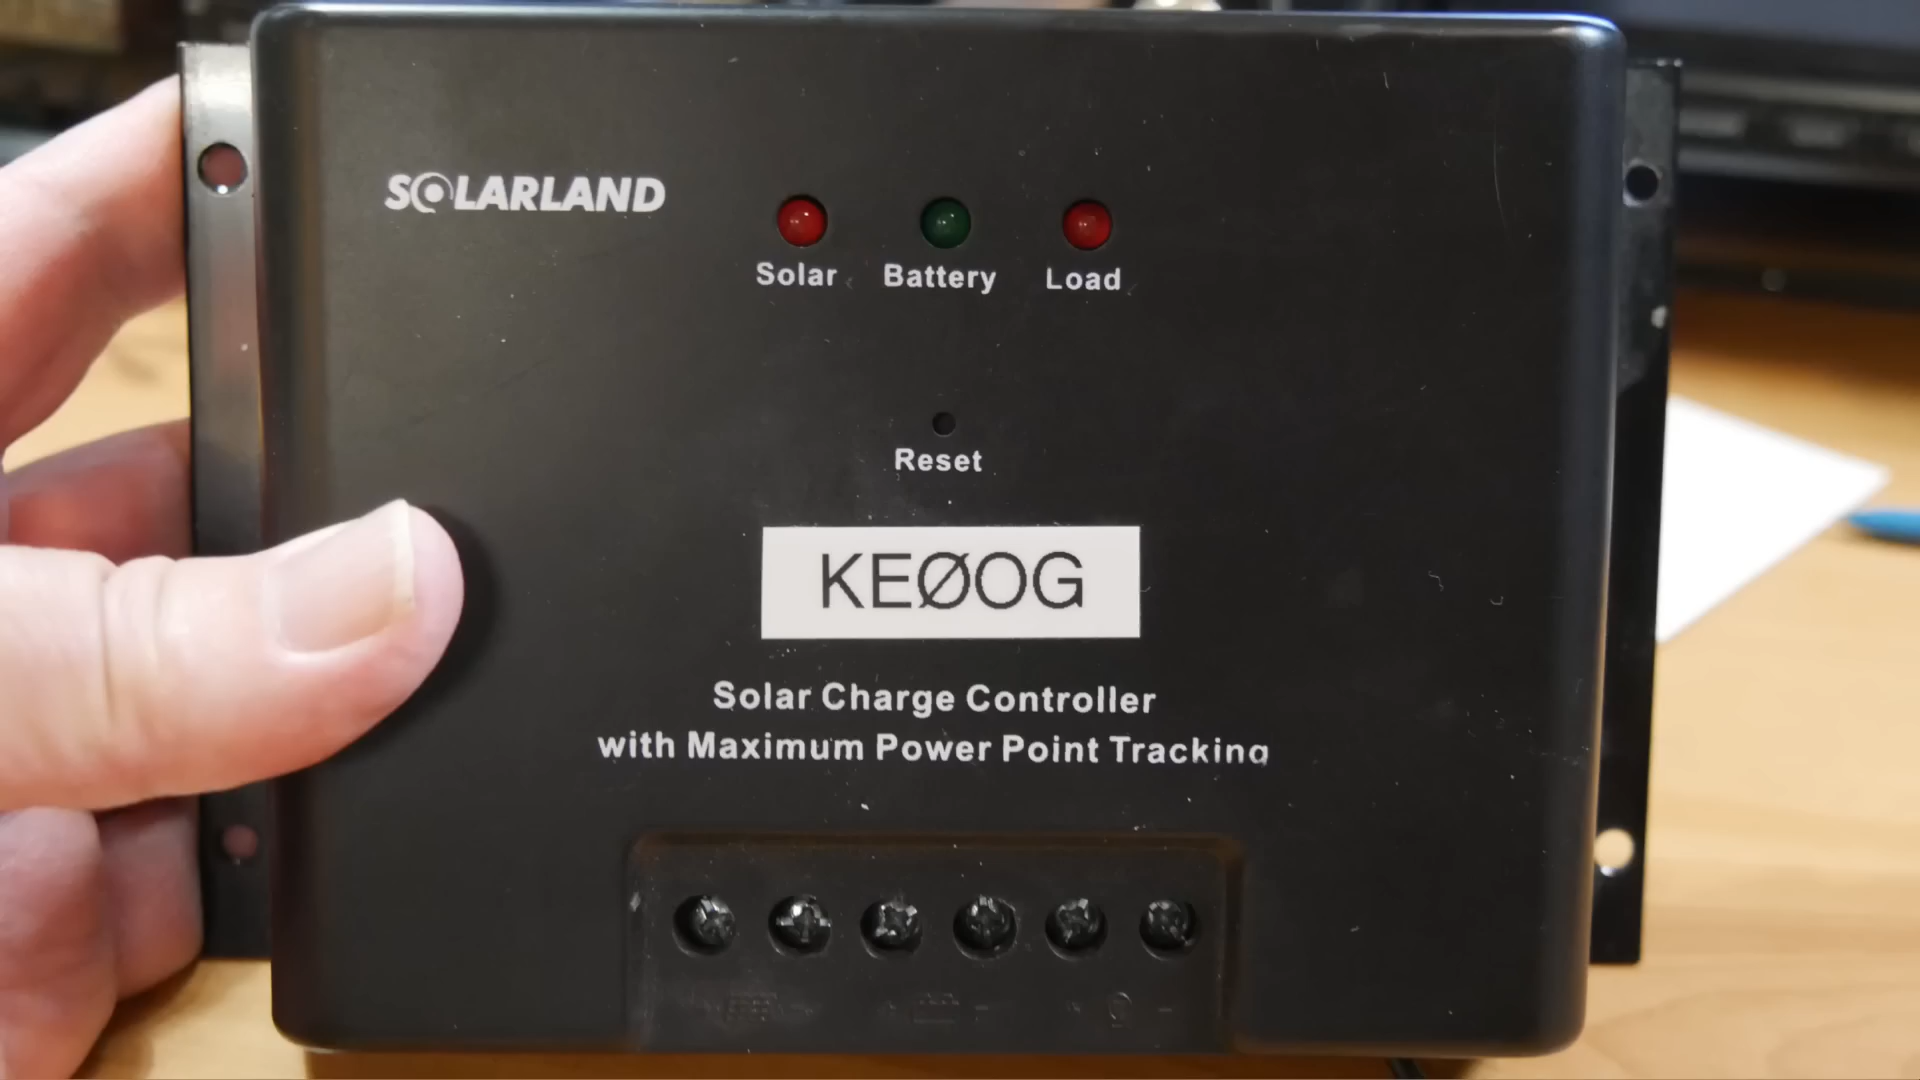 SOLARLAND
Solar Battery Load
Reset
KEØOG
Solar Charge Controller
with Maximum Power Point Tracking